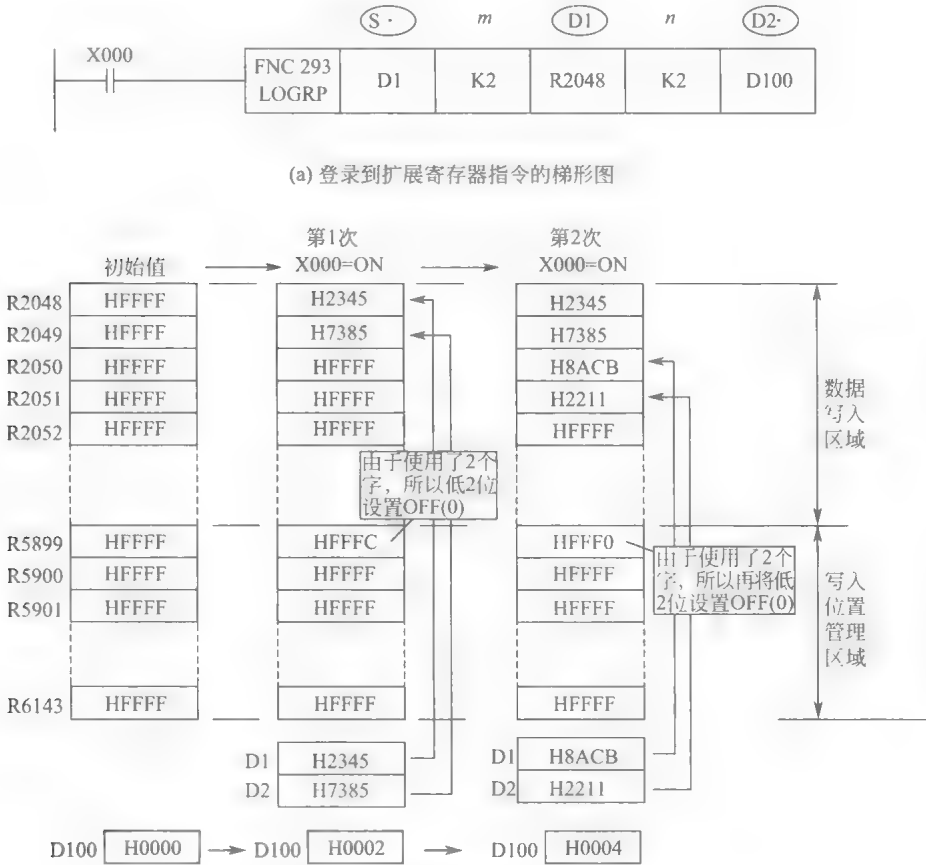 S· m D1 n D2·
X000
FNC 293 D1 K2 R2048 K2 D100
LOGRP
(a) 登录到扩展寄存器指令的梯形图
第1次 第2次
初始值 X000=ON X000=ON
R2048 HFFFF H2345 H2345
R2049 HFFFF H7385 H7385
R2050 HFFFF HFFFF H8ACB
R2051 HFFFF HFFFF H2211
R2052 HFFFF HFFFF HFFFF
数据
写入
区域
由于使用了2个
字，所以低2位
设置OFF(0)
R5899 HFFFF HFFFC HFFF0
R5900 HFFFF HFFFF HFFFF
R5901 HFFFF HFFFF HFFFF
由于使用了2个
字，所以再将低
2位设置OFF(0)
写入
位置
管理
区域
R6143 HFFFF HFFFF HFFFF
D1 H2345 D1 H8ACB
D2 H7385 D2 H2211
D100 H0000 D100 H0002 D100 H0004